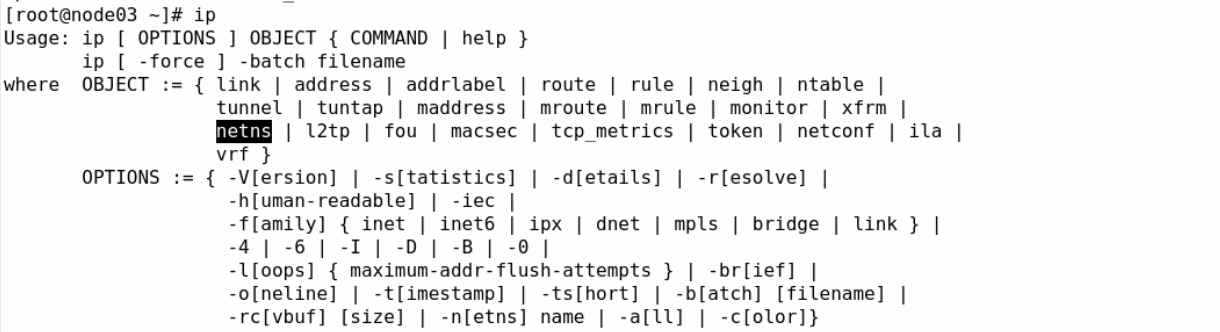 [root@node03 ~]# ip
Usage: ip [ OPTIONS ] OBJECT { COMMAND | help }
       ip [ -force ] -batch filename
where  OBJECT := { link | address | addrlabel | route | rule | neigh | ntable |
                   tunnel | tuntap | maddress | mroute | mrule | monitor | xfrm |
                   netns | l2tp | fou | macsec | tcp_metrics | token | netconf | ila |
                   vrf }
       OPTIONS := { -V[ersion] | -s[tatistics] | -d[etails] | -r[esolve] |
                    -h[uman-readable] | -iec |
                    -f[amily] { inet | inet6 | ipx | dnet | mpls | bridge | link } |
                    -4 | -6 | -I | -D | -B | -0 |
                    -l[oops] { maximum-addr-flush-attempts } | -br[ief] |
                    -o[neline] | -t[imestamp] | -ts[hort] | -b[atch] [filename] |
                    -rc[vbuf] [size] | -n[etns] name | -a[ll] | -c[olor]}